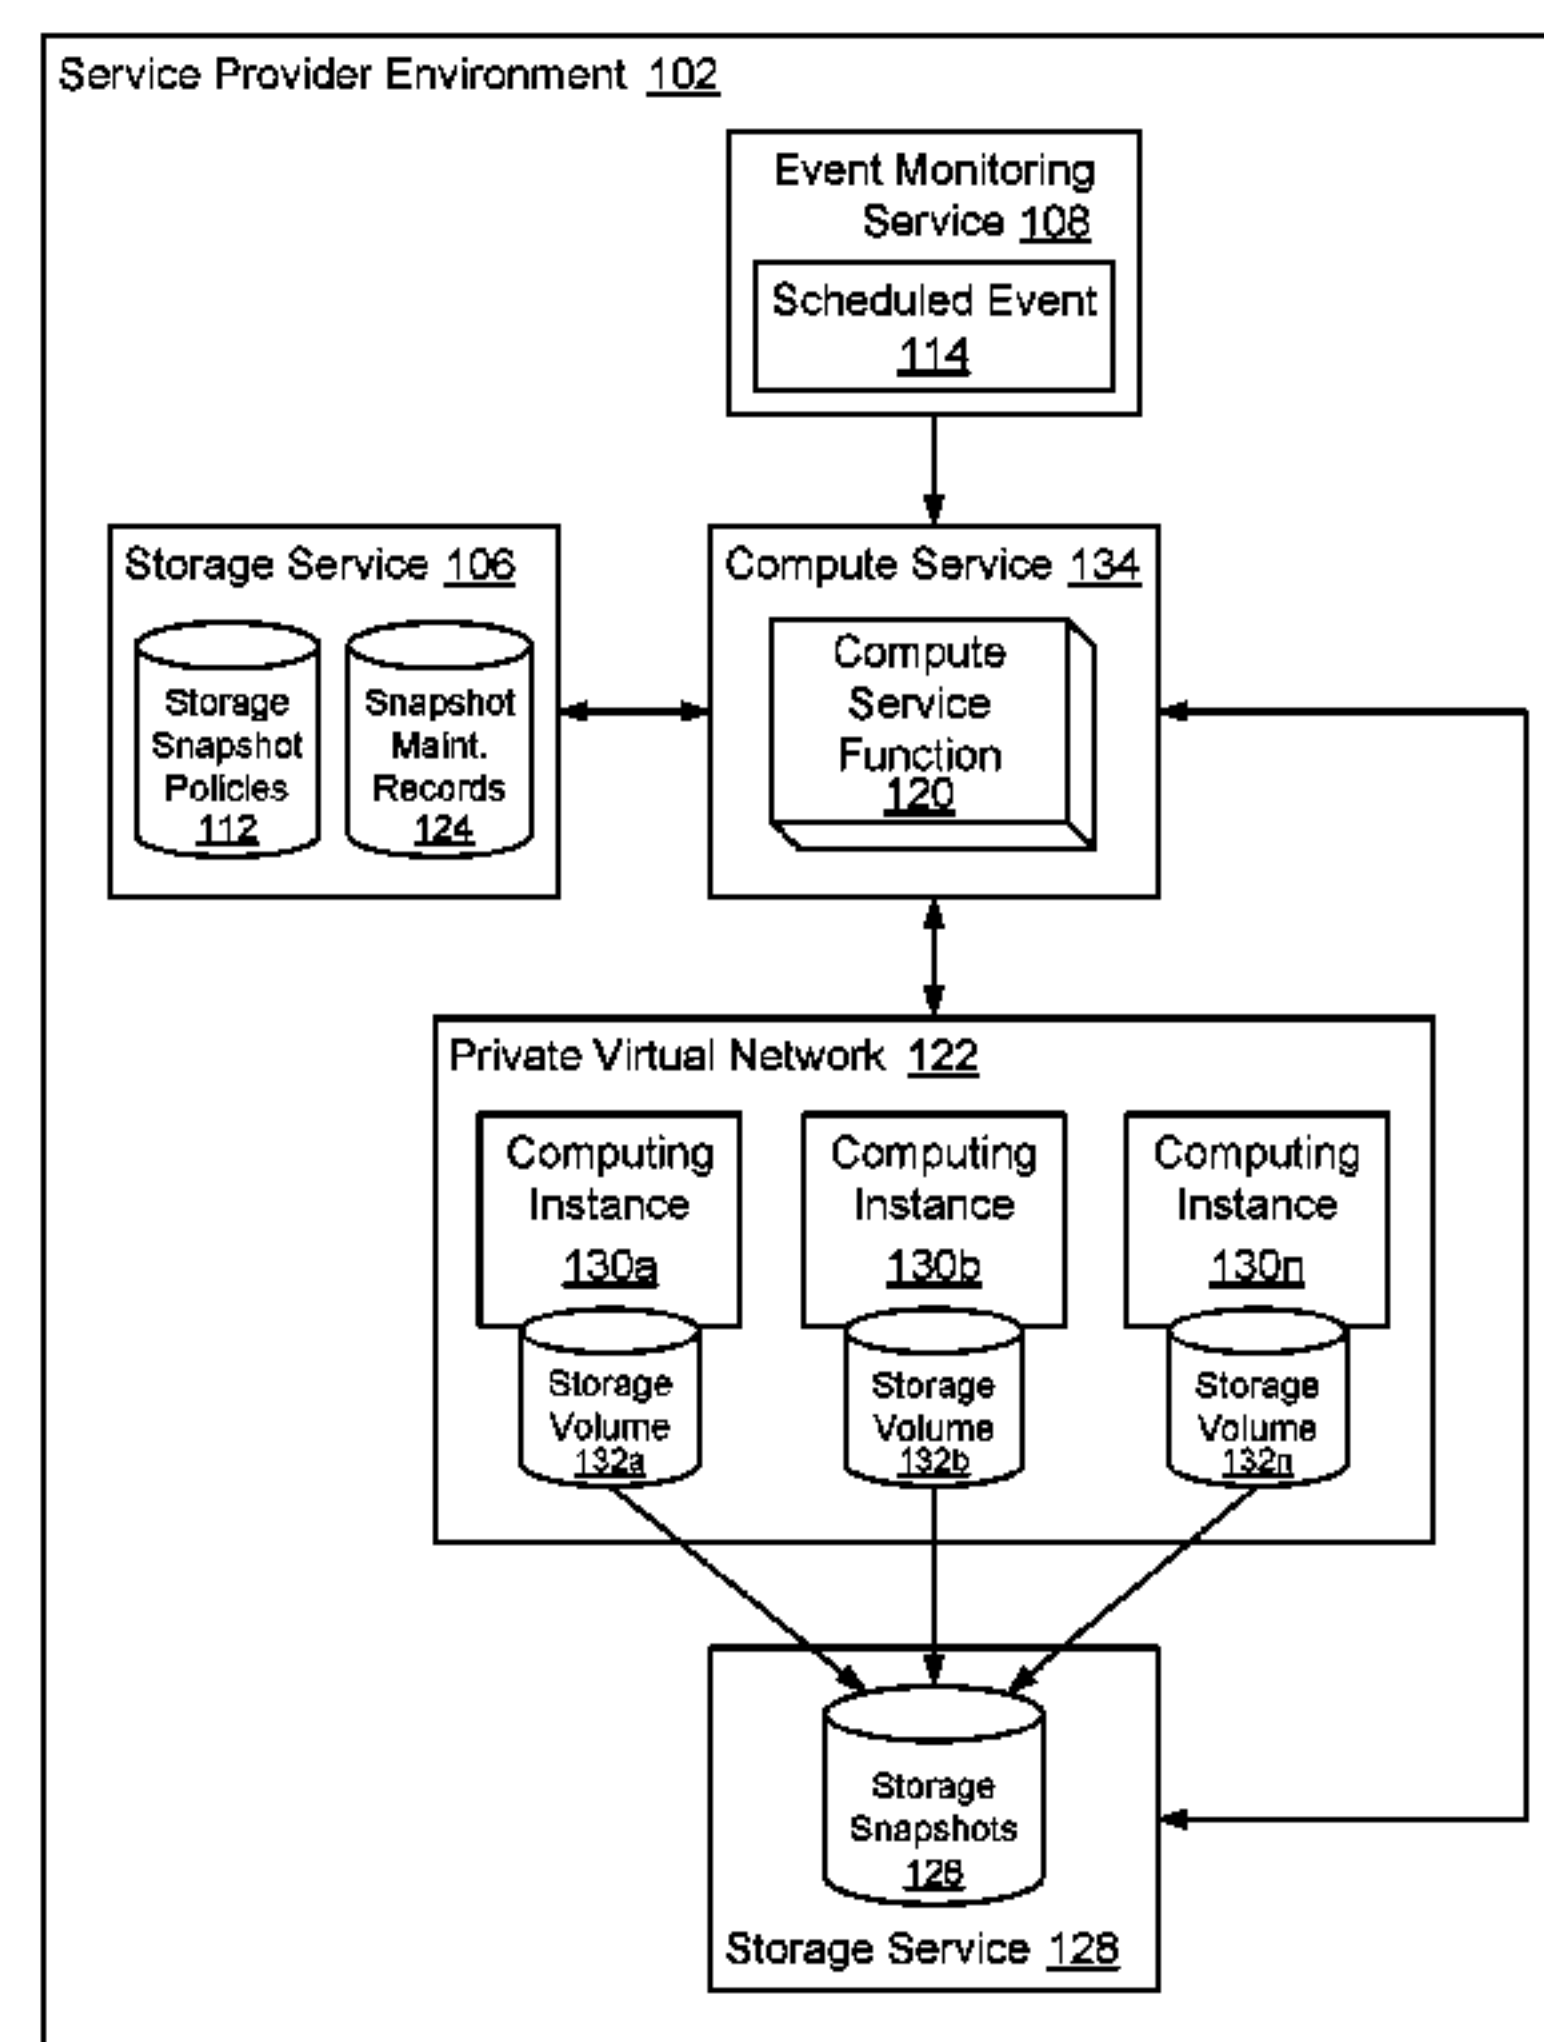 Service Provider Environment 102
Event Monitoring
Service 108
Scheduled Event
114
Storage Service 106
Storage
Snapshot
Policies
112
Snapshot
Maint.
Records
124
Compute Service 134
Compute
Service
Function
120
Private Virtual Network 122
Computing
Instance
130a
Storage
Volume
132a
Computing
Instance
130b
Storage
Volume
132b
Computing
Instance
130n
Storage
Volume
132n
Storage
Snapshots
126
Storage Service 128